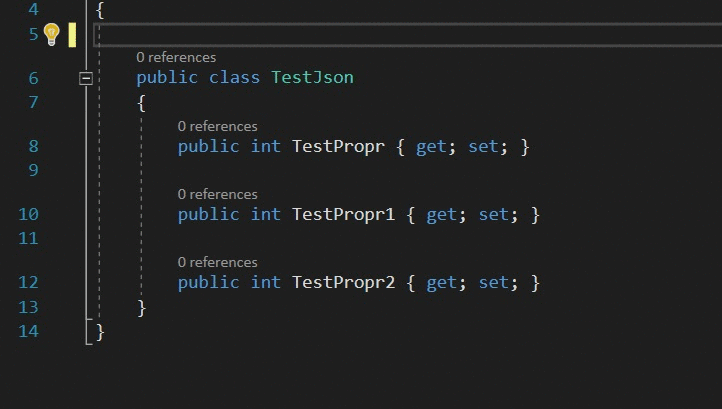 4 {
5
0 references
6 public class TestJson
7 {
0 references
8 public int TestPropr { get; set; }
9
0 references
10 public int TestPropr1 { get; set; }
11
0 references
12 public int TestPropr2 { get; set; }
13 }
14 }